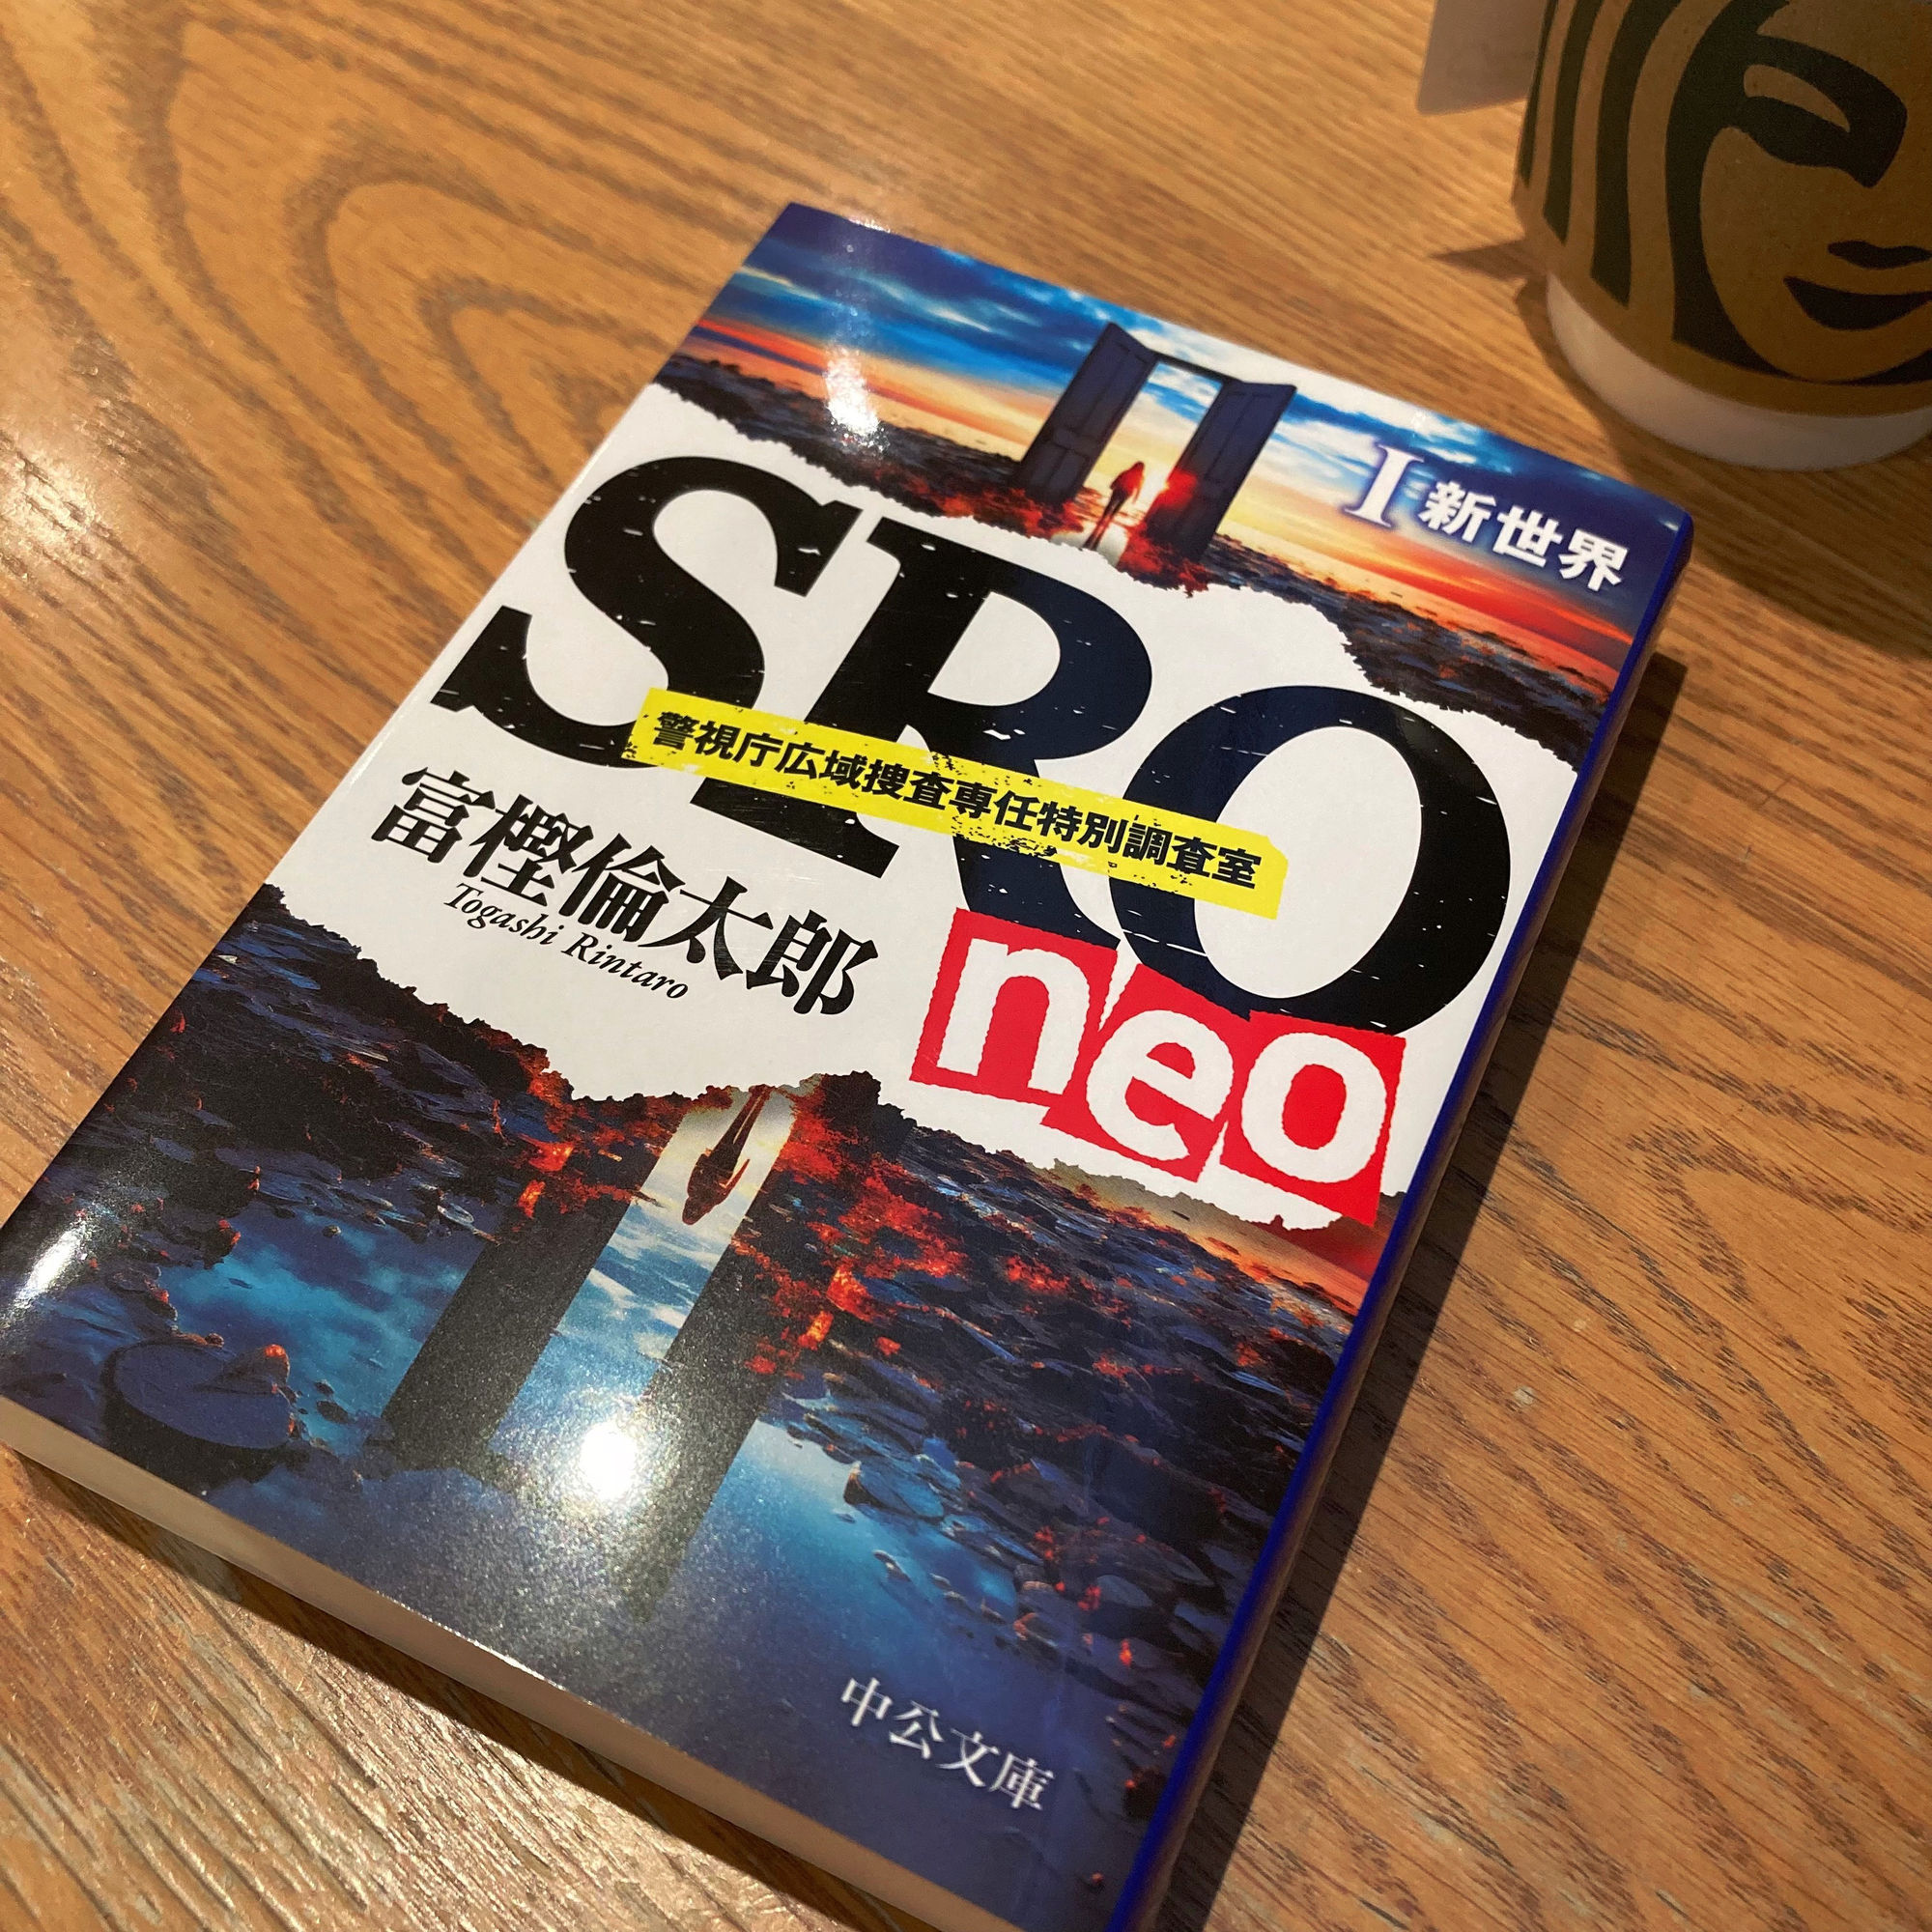 I 新世界
SRO
警視庁広域捜査専任特別調査室
neo
富樫倫太郎
Togashi Rintaro
中公文庫